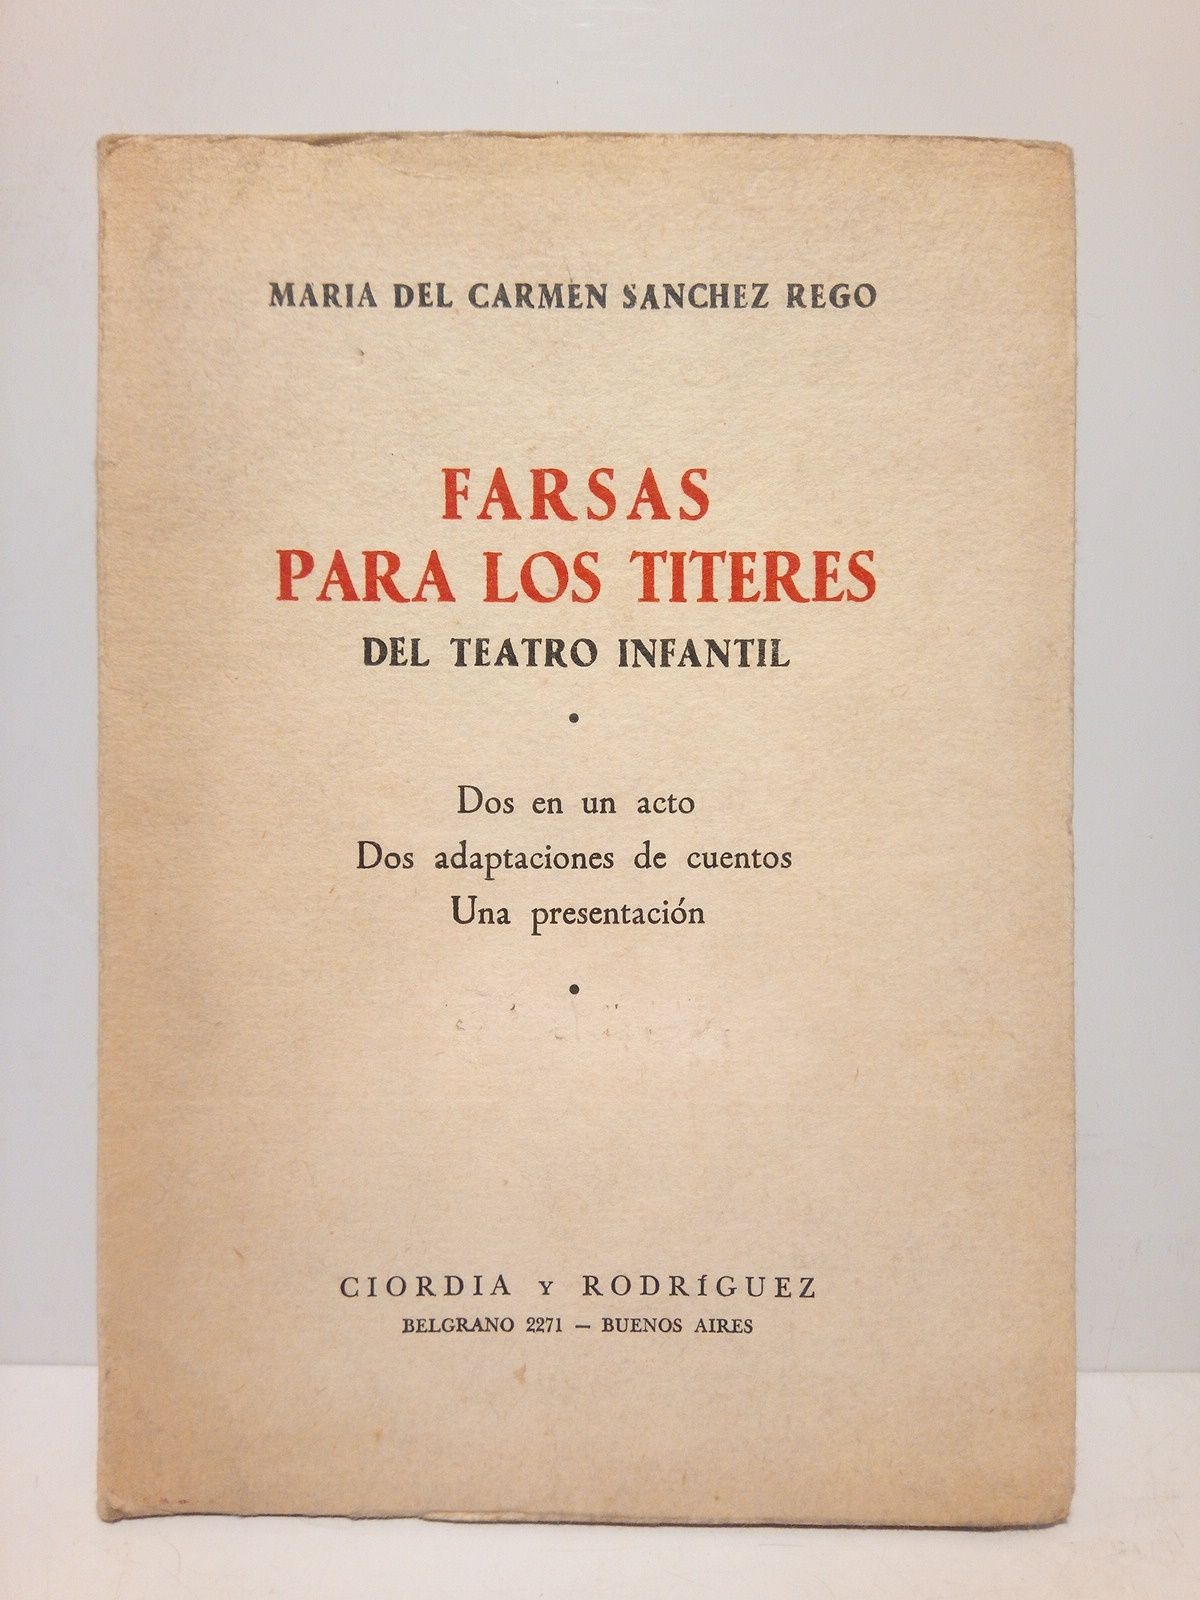 MARIA DEL CARMEN SANCHEZ REGO
FARSAS
PARA LOS TITERES
DEL TEATRO INFANTIL
•
Dos en un acto
Dos adaptaciones de cuentos
Una presentación
•
CIORDIA Y RODRÍGUEZ
BELGRANO 2271 — BUENOS AIRES